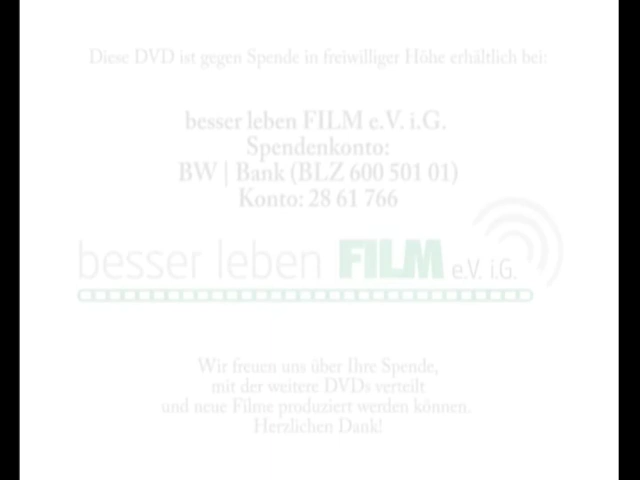 Diese DVD ist gegen Spende in freiwilliger Höhe erhältlich bei:
besser leben FILM e.V. i.G.
Spendenkonto:
BW | Bank (BLZ 600 501 01)
Konto: 28 61 766
besser leben FILM e.V. i.G.
Wir freuen uns über Ihre Spende,
mit der weitere DVDs verteilt
und neue Filme produziert werden können.
Herzlichen Dank!